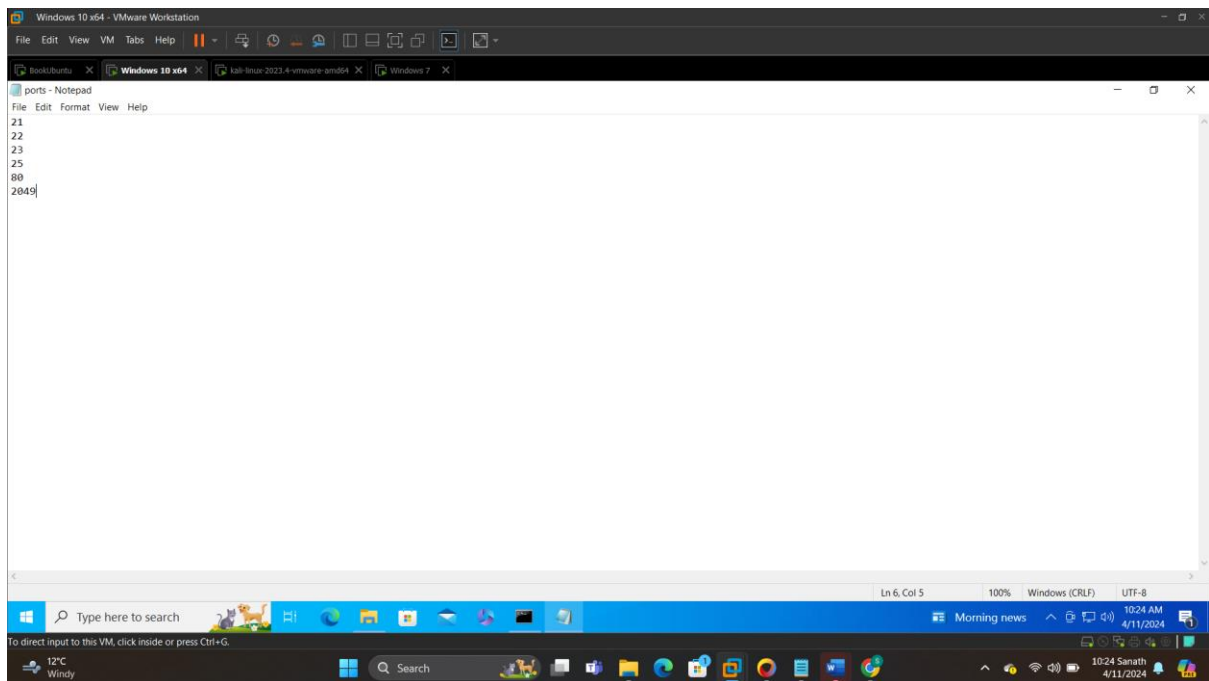 Windows 10 x64 - VMware Workstation
File Edit View VM Tabs Help
BookUbuntu Windows 10 x64 kali-linux-2023.4-vmware-amd64 Windows 7
ports - Notepad
File Edit Format View Help
21
22
23
25
80
2049
Ln 6, Col 5 100% Windows (CRLF) UTF-8
Type here to search Morning news 10:24 AM
4/11/2024
To direct input to this VM, click inside or press Ctrl+G.
12°C
Windy
Search
10:24 Sanath
4/11/2024